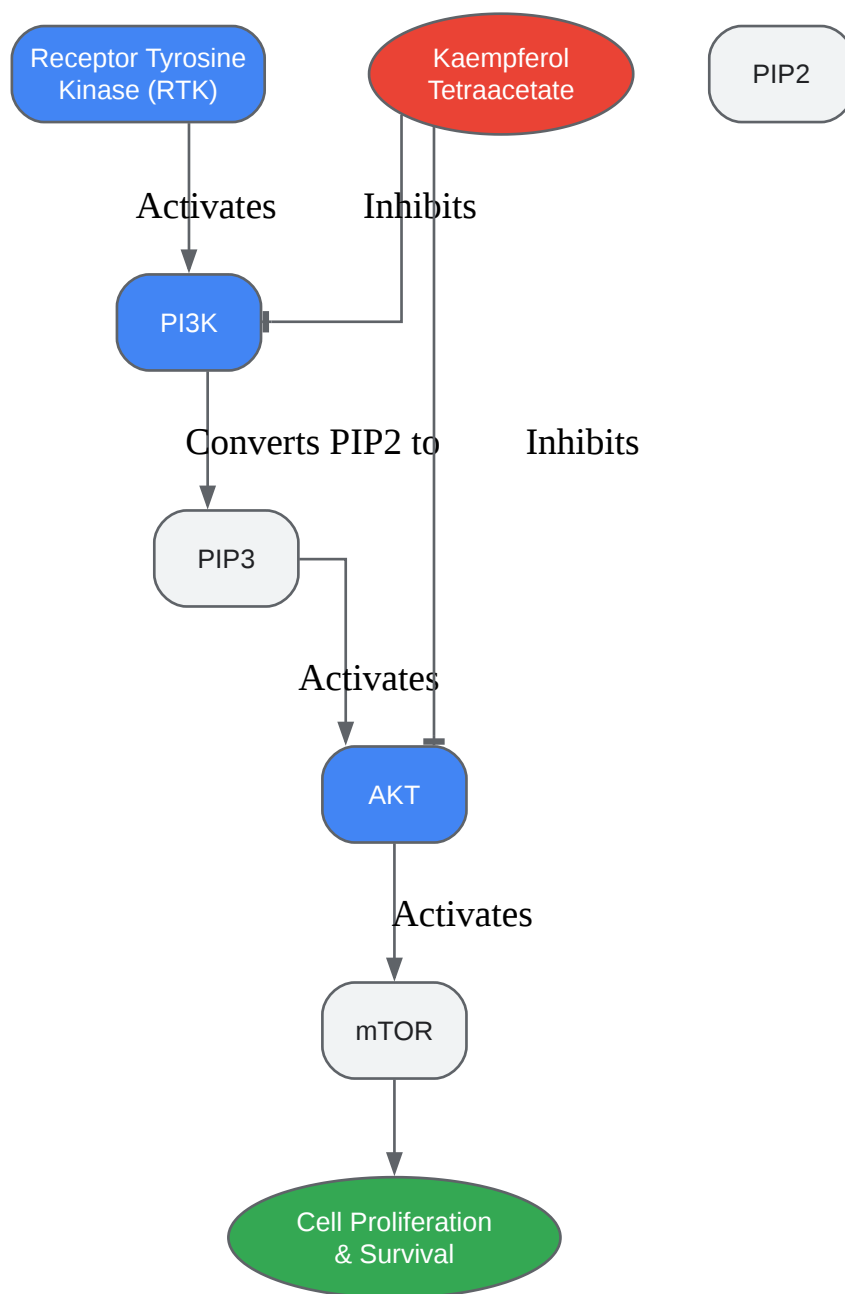 Receptor Tyrosine
Kinase (RTK)
Kaempferol
Tetraacetate
PIP2
Activates
Inhibits
PI3K
Converts PIP2 to
Inhibits
PIP3
Activates
AKT
Activates
mTOR
Cell Proliferation
& Survival